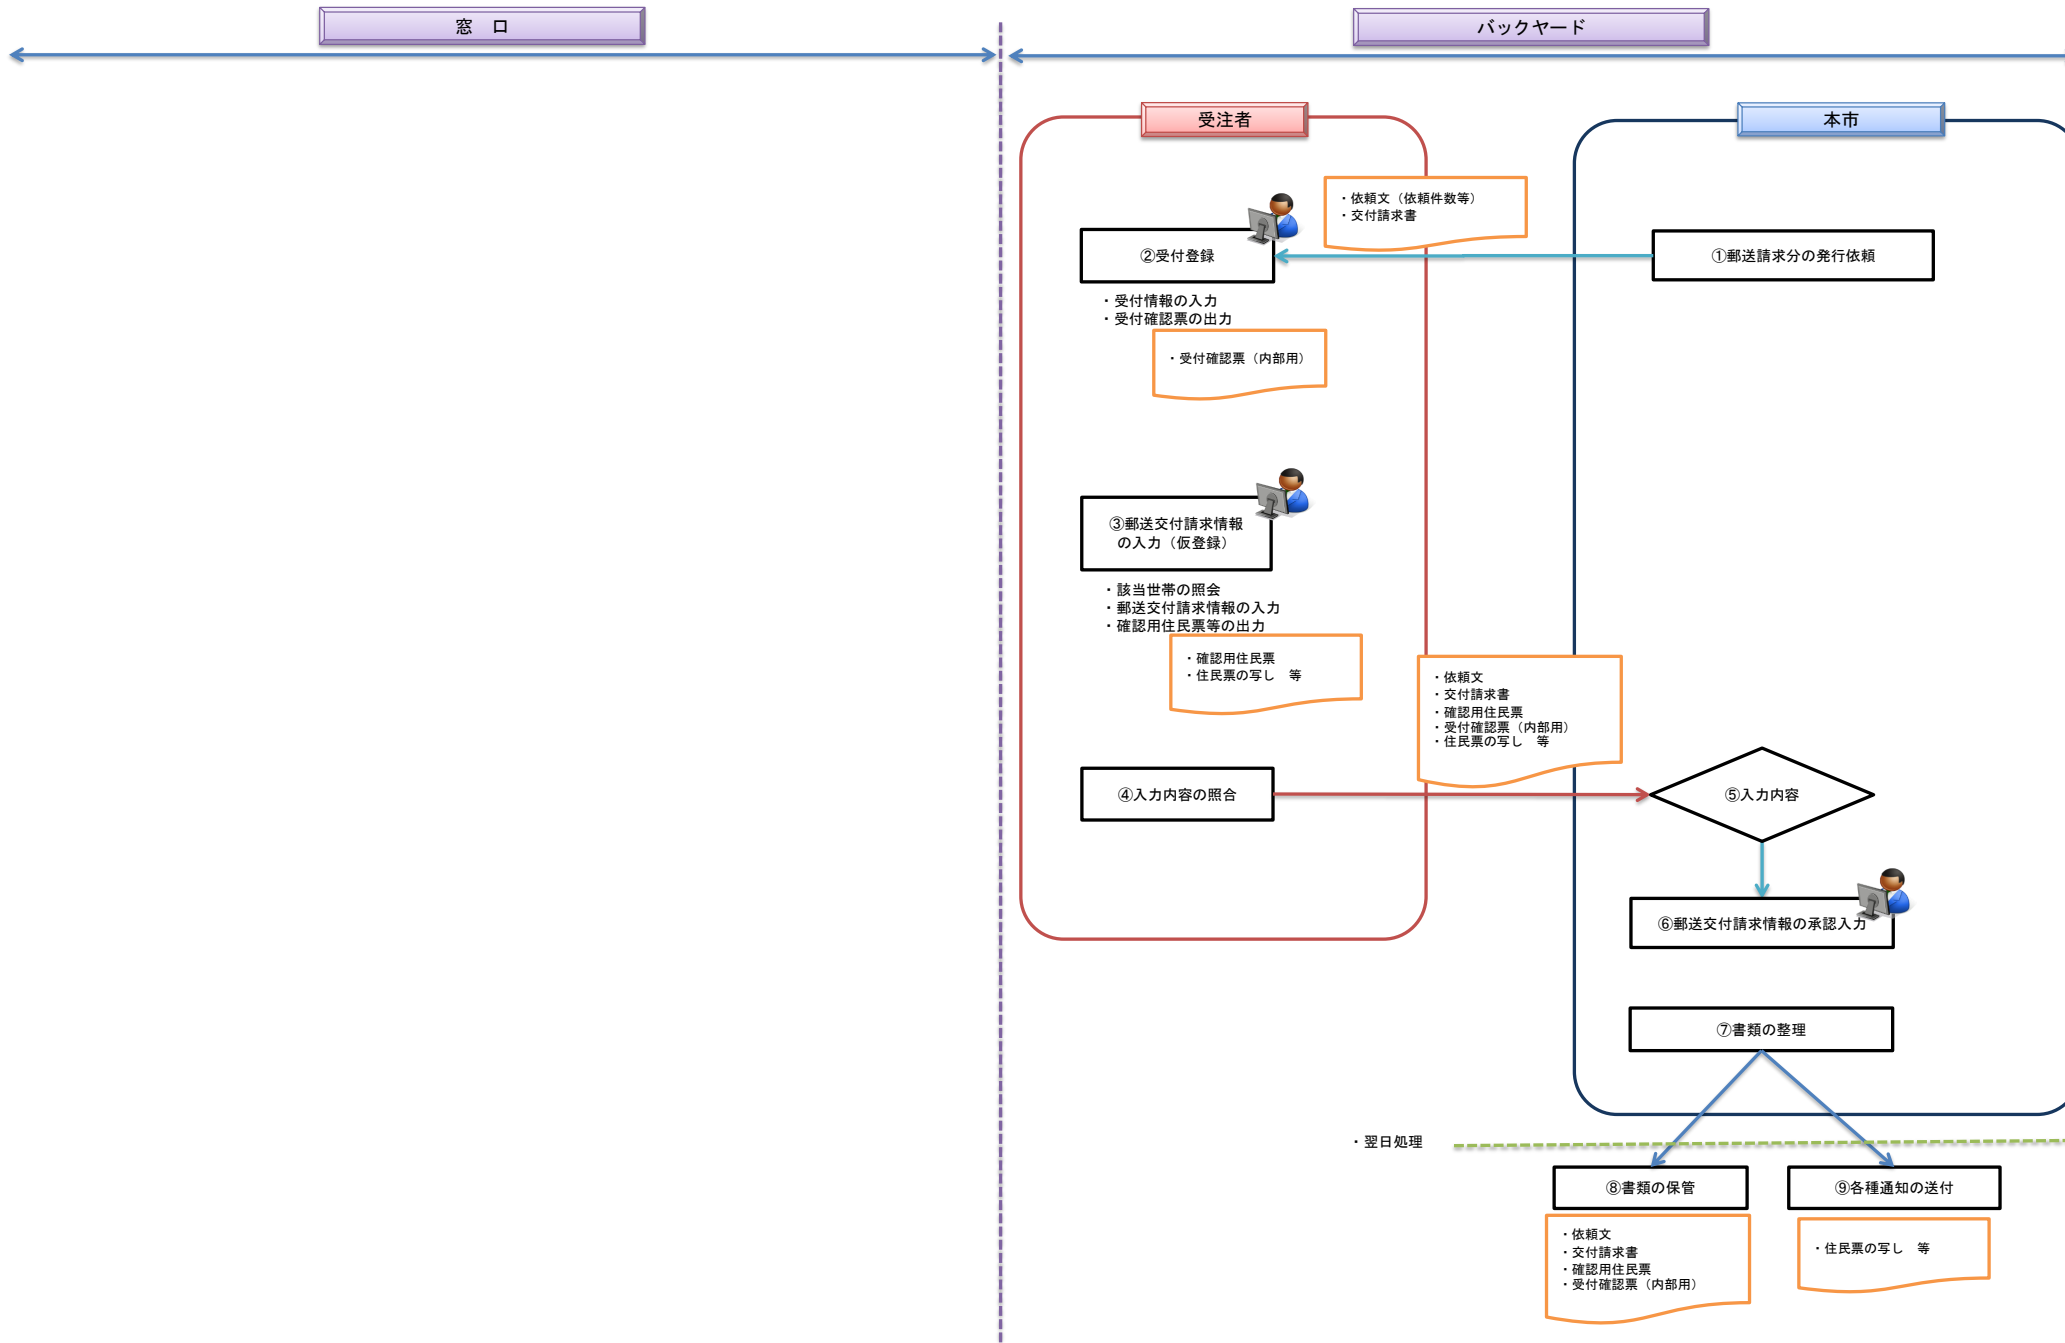 窓　口
バックヤード
受注者
本市
・依頼文（依頼件数等）
・交付請求書
②受付登録
①郵送請求分の発行依頼
・受付情報の入力
・受付確認票の出力
・受付確認票（内部用）
③郵送交付請求情報
の入力（仮登録）
・該当世帯の照会
・郵送交付請求情報の入力
・確認用住民票等の出力
・確認用住民票
・住民票の写し　等
・依頼文
・交付請求書
・確認用住民票
・受付確認票（内部用）
・住民票の写し　等
④入力内容の照合
⑤入力内容
⑥郵送交付請求情報の承認入力
⑦書類の整理
・翌日処理
⑧書類の保管
⑨各種通知の送付
・依頼文
・交付請求書
・確認用住民票
・受付確認票（内部用）
・住民票の写し　等